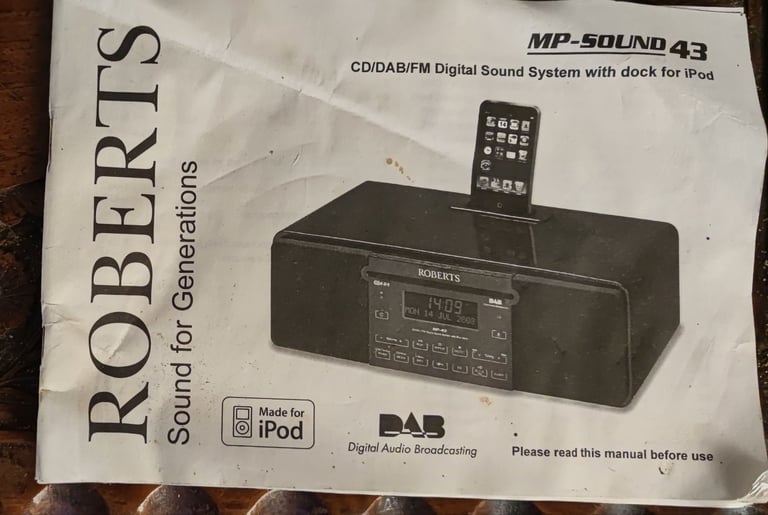 MP-SOUND 43
CD/DAB/FM Digital Sound System with dock for iPod
ROBERTS
Sound for Generations
ROBERTS
DAB
14:09
MON 14 JUL 2008
MP-43
Made for
iPod
DAB
Digital Audio Broadcasting
Please read this manual before use